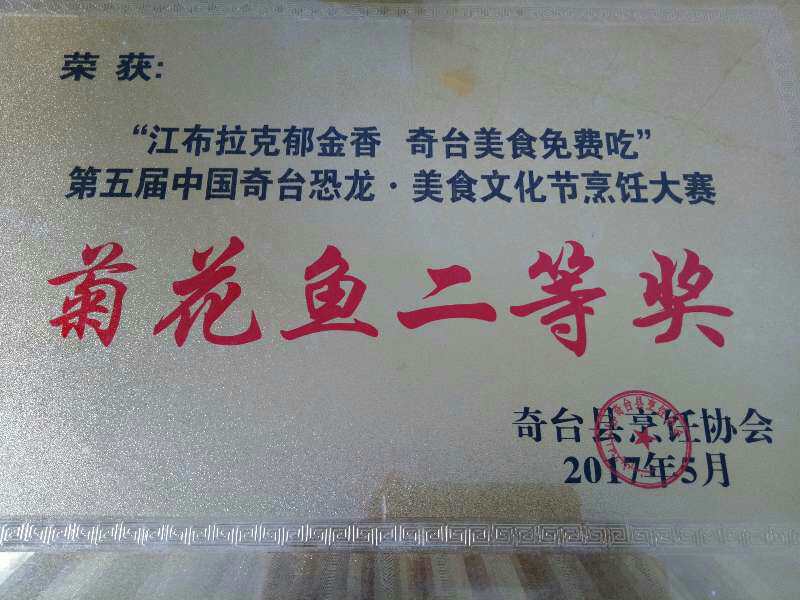 荣获:
“江布拉克郁金香 奇台美食免费吃”
第五届中国奇台恐龙·美食文化节烹饪大赛
菊花鱼二等奖
奇台县烹饪协会
2017年5月